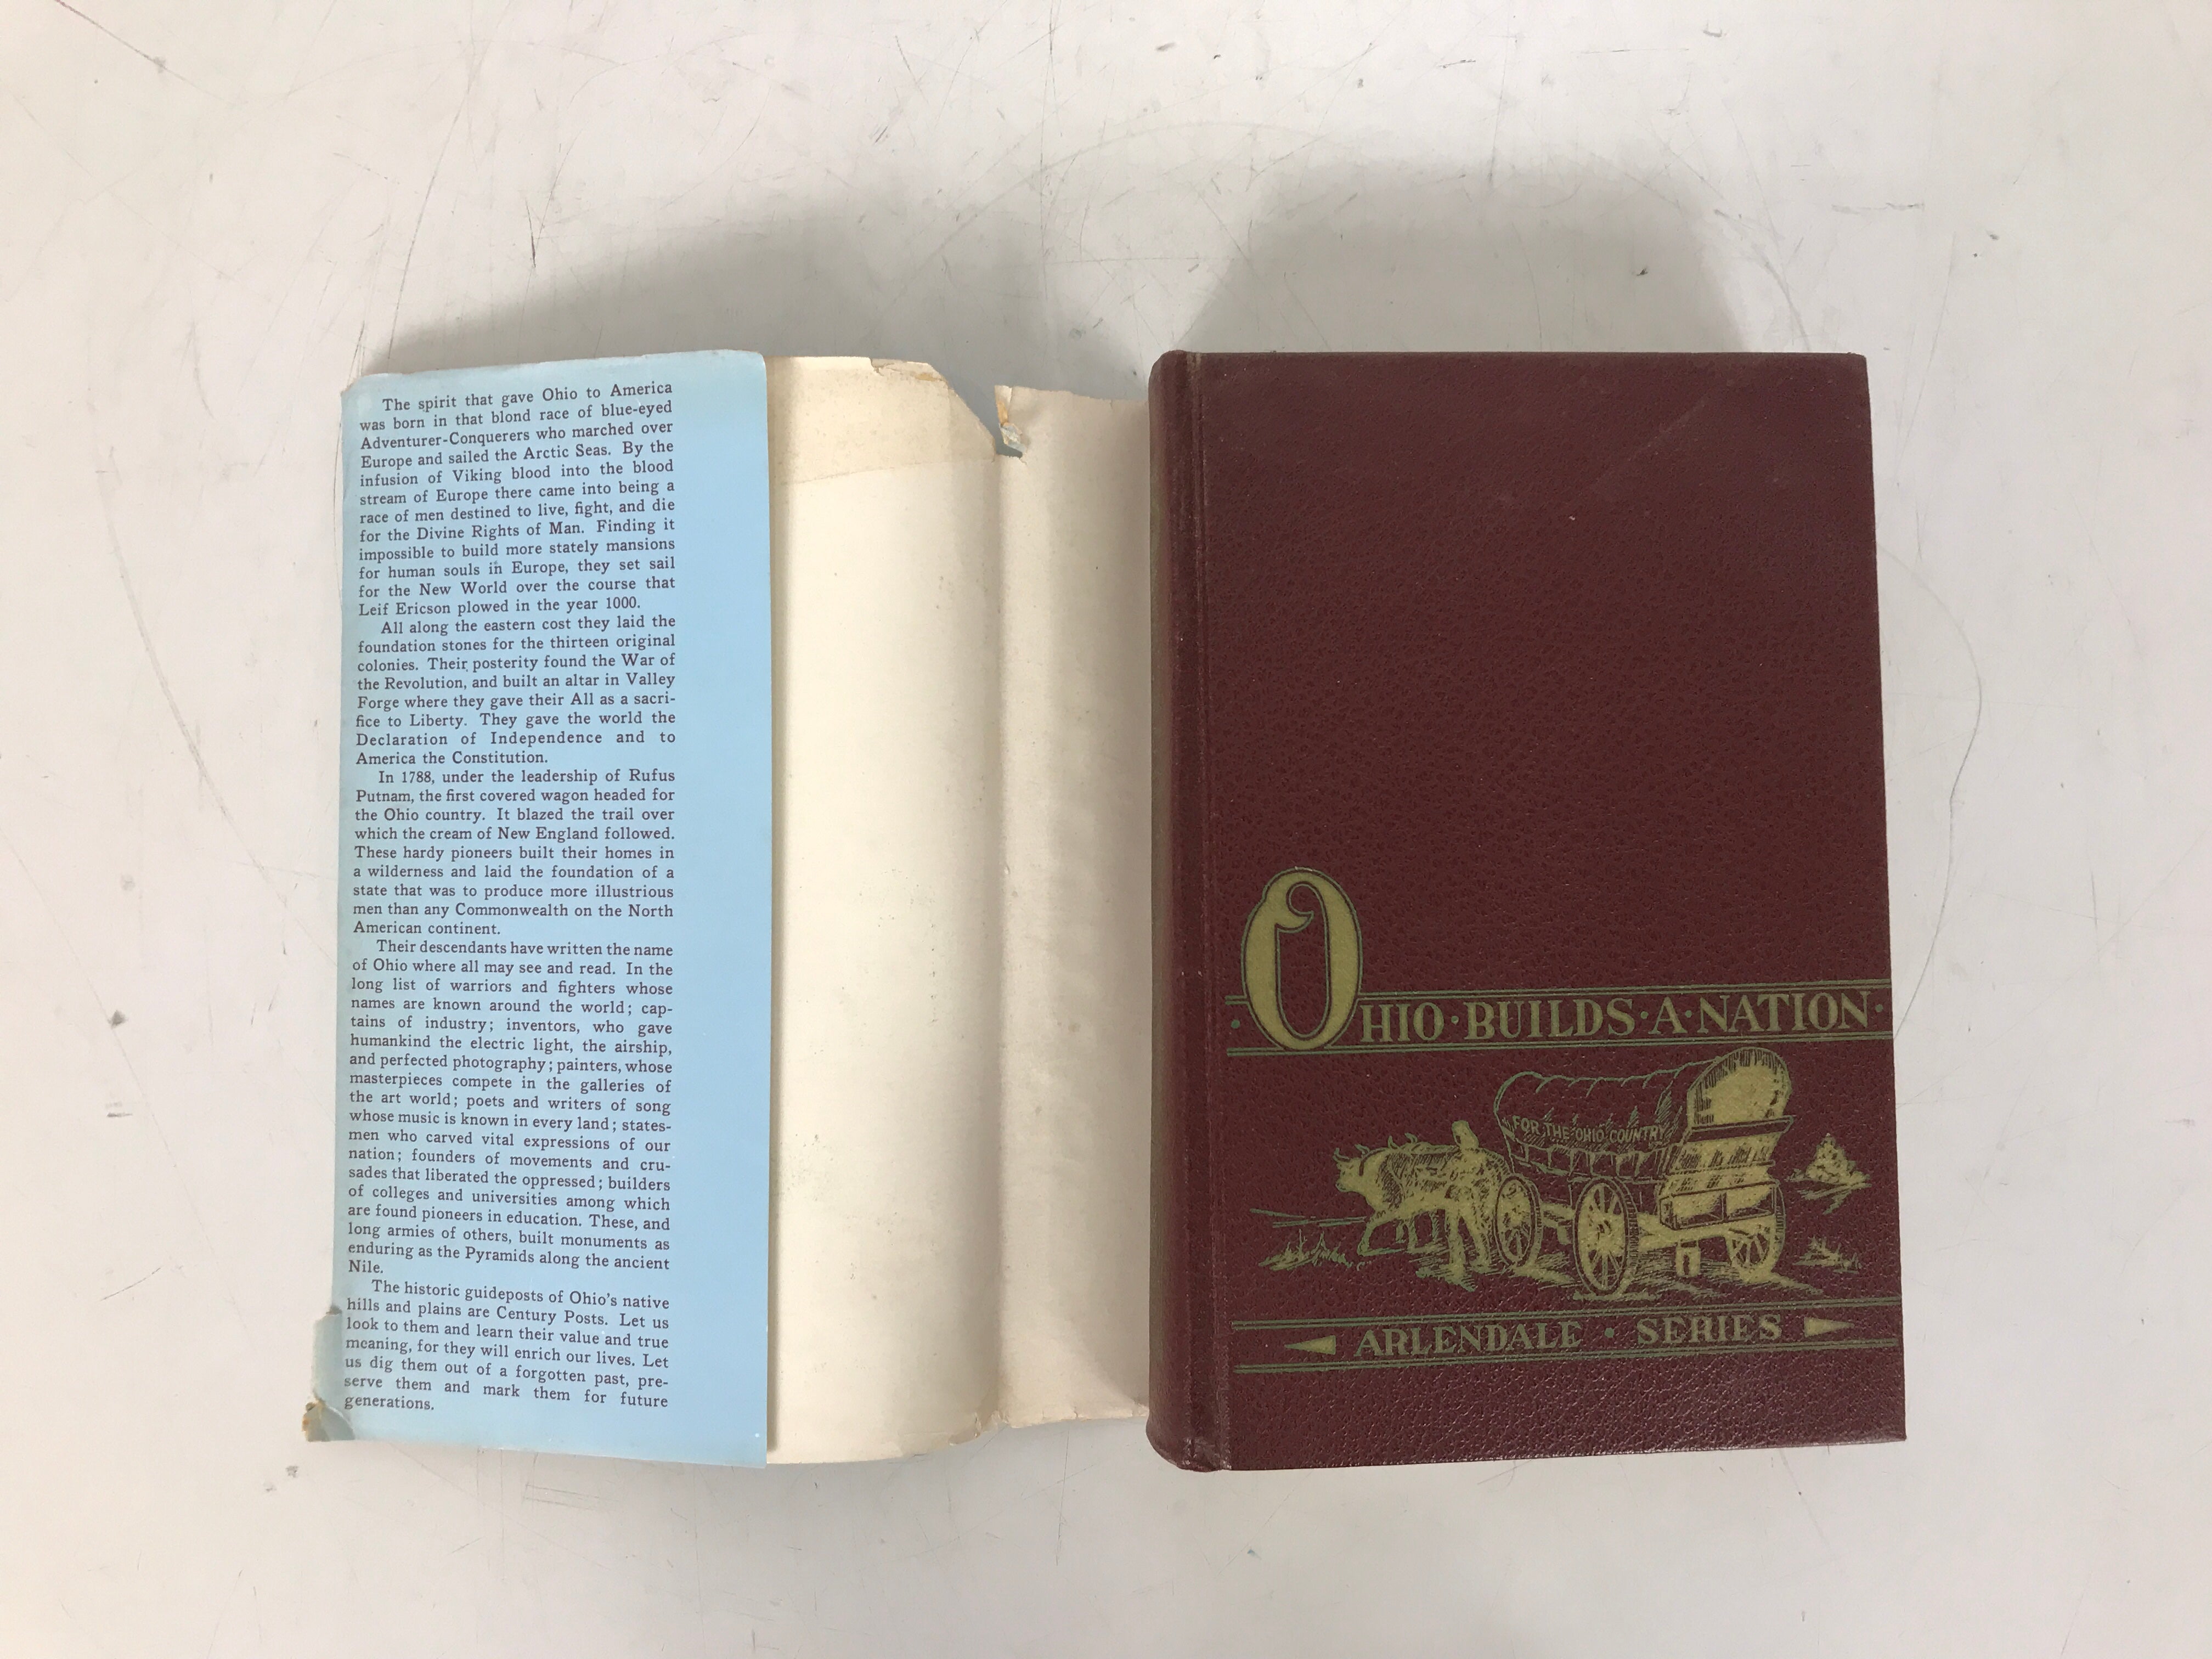 The spirit that gave Ohio to America
was born in that blond race of blue-eyed
Adventurer-Conquerers who marched over
Europe and sailed the Arctic Seas. By the
infusion of Viking blood into the blood
stream of Europe there came into being a
race of men destined to live, fight, and die
for the Divine Rights of Man. Finding it
impossible to build more stately mansions
for human souls in Europe, they set sail
for the New World over the course that
Leif Ericson plowed in the year 1000.
All along the eastern cost they laid the
foundation stones for the thirteen original
colonies. Their posterity found the War of
the Revolution, and built an altar in Valley
Forge where they gave their All as a sacri-
fice to Liberty. They gave the world the
Declaration of Independence and to
America the Constitution.
In 1788, under the leadership of Rufus
Putnam, the first covered wagon headed for
the Ohio country. It blazed the trail over
which the cream of New England followed.
These hardy pioneers built their homes in
a wilderness and laid the foundation of a
state that was to produce more illustrious
men than any Commonwealth on the North
American continent.
Their descendants have written the name
of Ohio where all may see and read. In the
long list of warriors and fighters whose
names are known around the world; cap-
tains of industry; inventors, who gave
humankind the electric light, the airship,
and perfected photography; painters, whose
masterpieces compete in the galleries of
the art world; poets and writers of song
whose music is known in every land; states-
men who carved vital expressions of our
nation; founders of movements and cru-
sades that liberated the oppressed; builders
of colleges and universities among which
are found pioneers in education. These, and
long armies of others, built monuments as
enduring as the Pyramids along the ancient
Nile.
The historic guideposts of Ohio's native
hills and plains are Century Posts. Let us
look to them and learn their value and true
meaning, for they will enrich our lives. Let
us dig them out of a forgotten past, pre-
serve them and mark them for future
generations.
OHIO·BUILDS·A·NATION·
FOR THE OHIO COUNTRY
ARLENDALE · SERIES